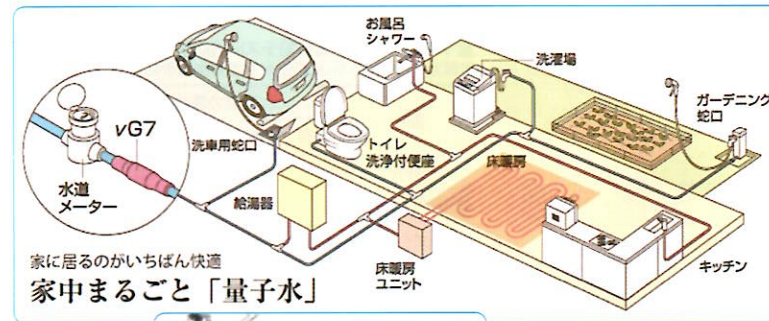 お風呂
シャワー
洗濯場
ガーデニング
蛇口
νG7
水道
メーター
洗車用蛇口
トイレ
洗浄付便座
給湯器
床暖房
床暖房
ユニット
キッチン
家に居るのがいちばん快適
家中まるごと「量子水」